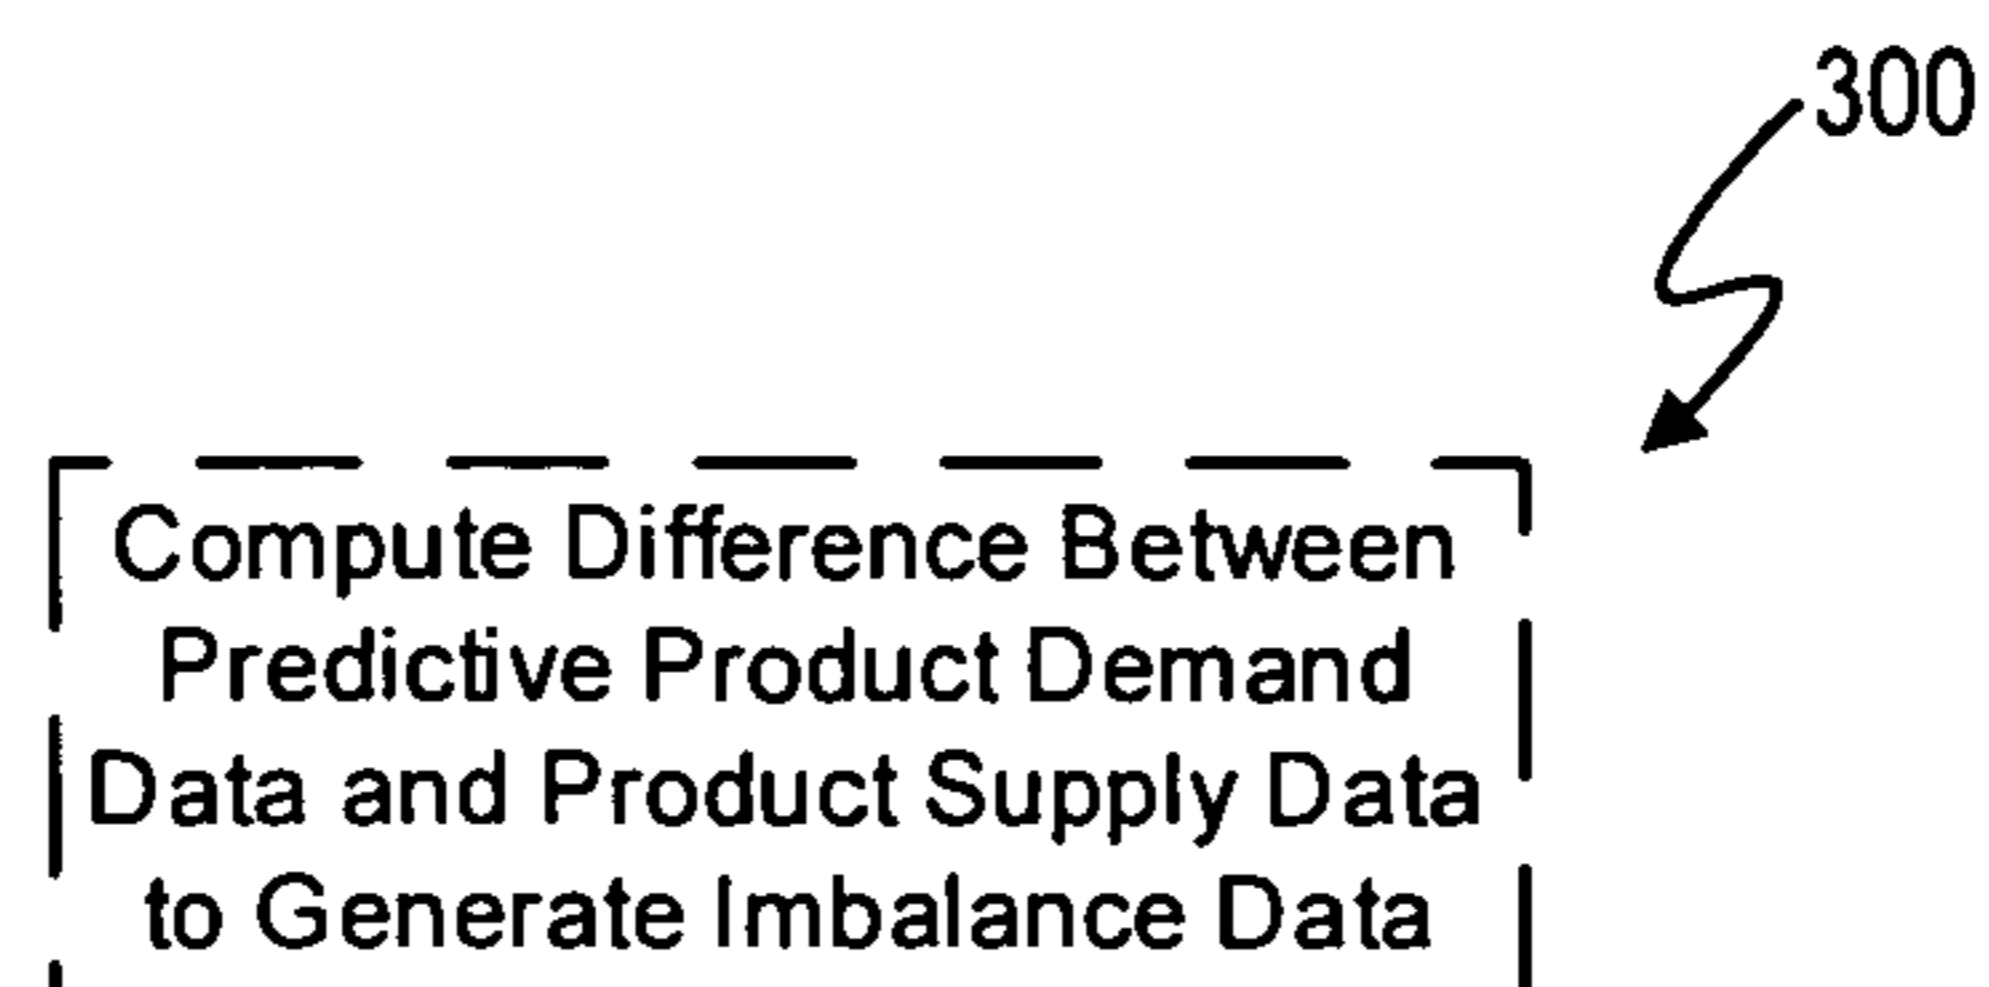 300
Compute Difference Between
Predictive Product Demand
Data and Product Supply Data
to Generate Imbalance Data